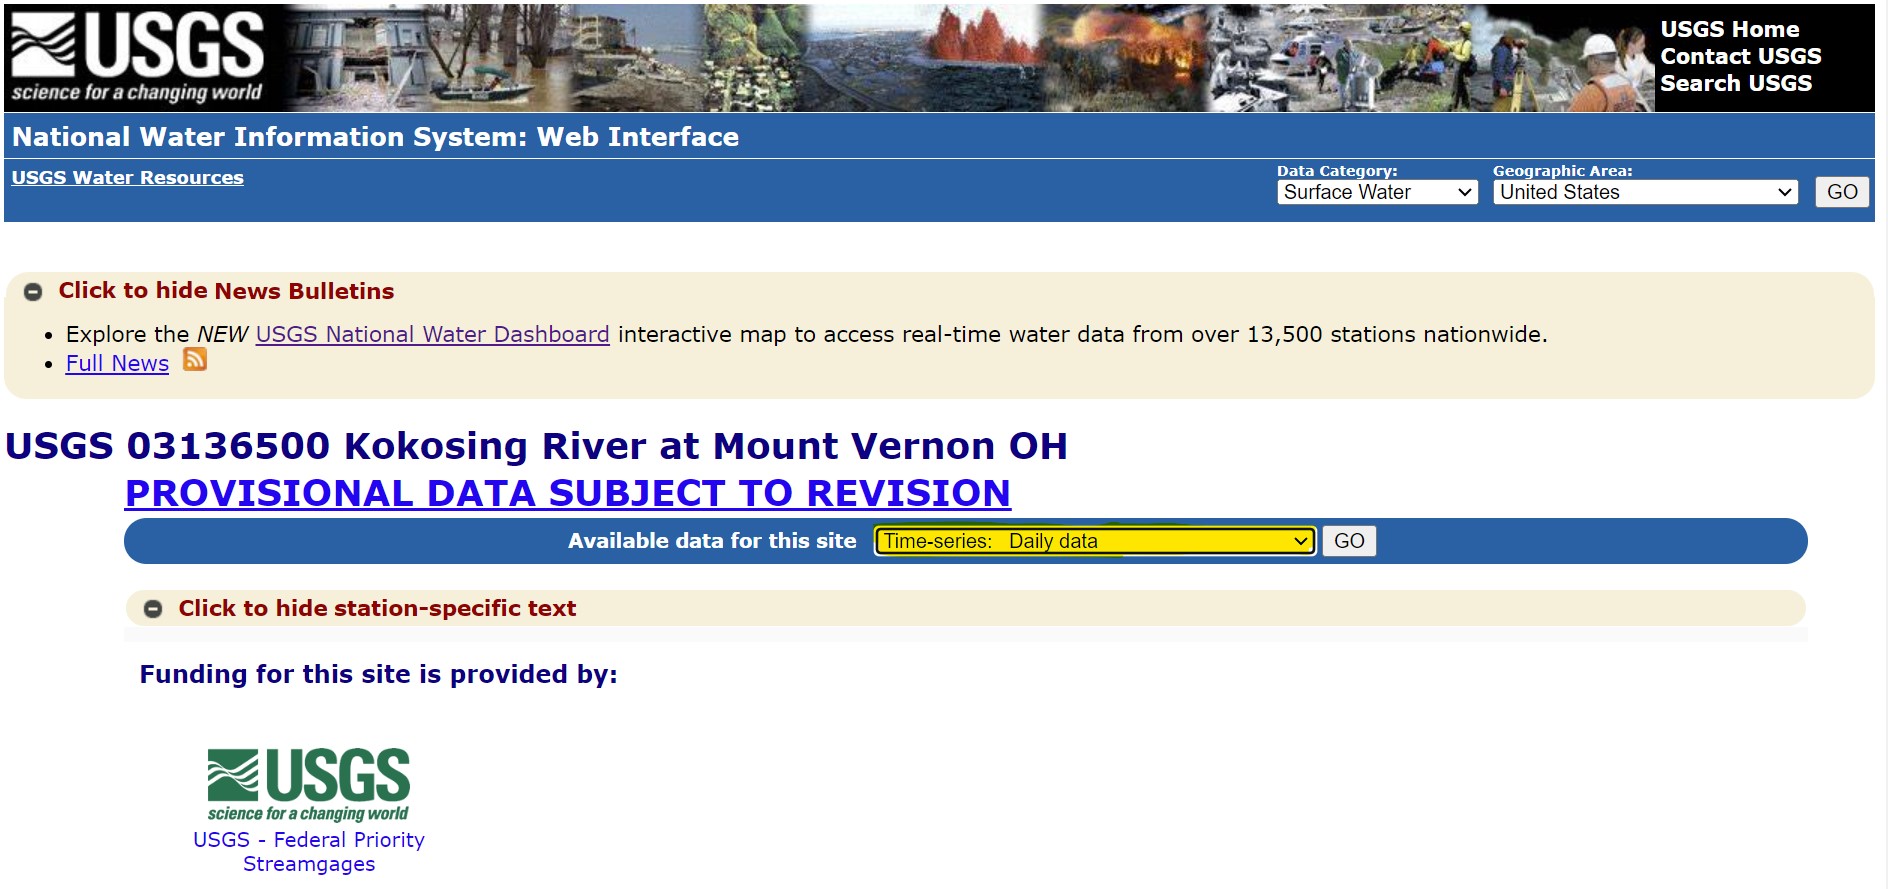 USGS
science for a changing world
USGS Home
Contact USGS
Search USGS
National Water Information System: Web Interface
USGS Water Resources
Data Category:
Surface Water
Geographic Area:
United States
GO
Click to hide News Bulletins
Explore the NEW USGS National Water Dashboard interactive map to access real-time water data from over 13,500 stations nationwide.
Full News
USGS 03136500 Kokosing River at Mount Vernon OH
PROVISIONAL DATA SUBJECT TO REVISION
Available data for this site Time-series: Daily data GO
Click to hide station-specific text
Funding for this site is provided by:
USGS
science for a changing world
USGS - Federal Priority
Streamgages